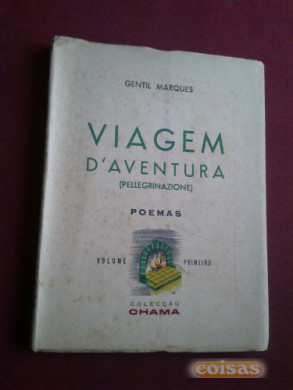 GENTIL MARQUES
VIAGEM
D'AVENTURA
(PELLEGRINAZIONE)
POEMAS
VOLUME PRIMEIRO
COLECÇÃO
CHAMA
coisas